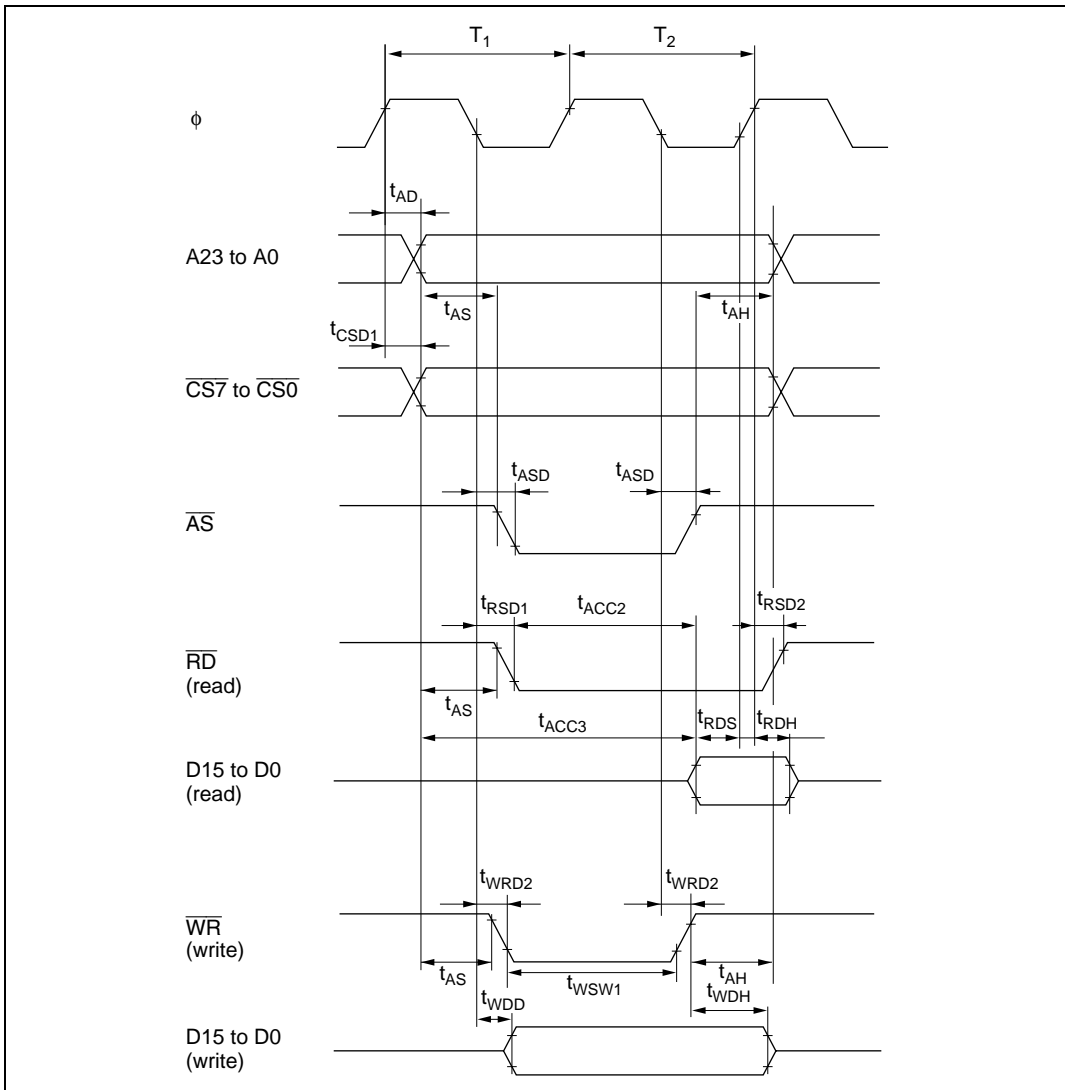 T1 T2
φ
tAD
A23 to A0
tAS tAH
tCSD1
CS7 to CS0
tASD tASD
AS
tRSD1 tACC2 tRSD2
RD
(read)
tAS
tACC3 tRDS tRDH
D15 to D0
(read)
tWRD2 tWRD2
WR
(write)
tAS tWSW1 tAH
tWDD tWDH
D15 to D0
(write)